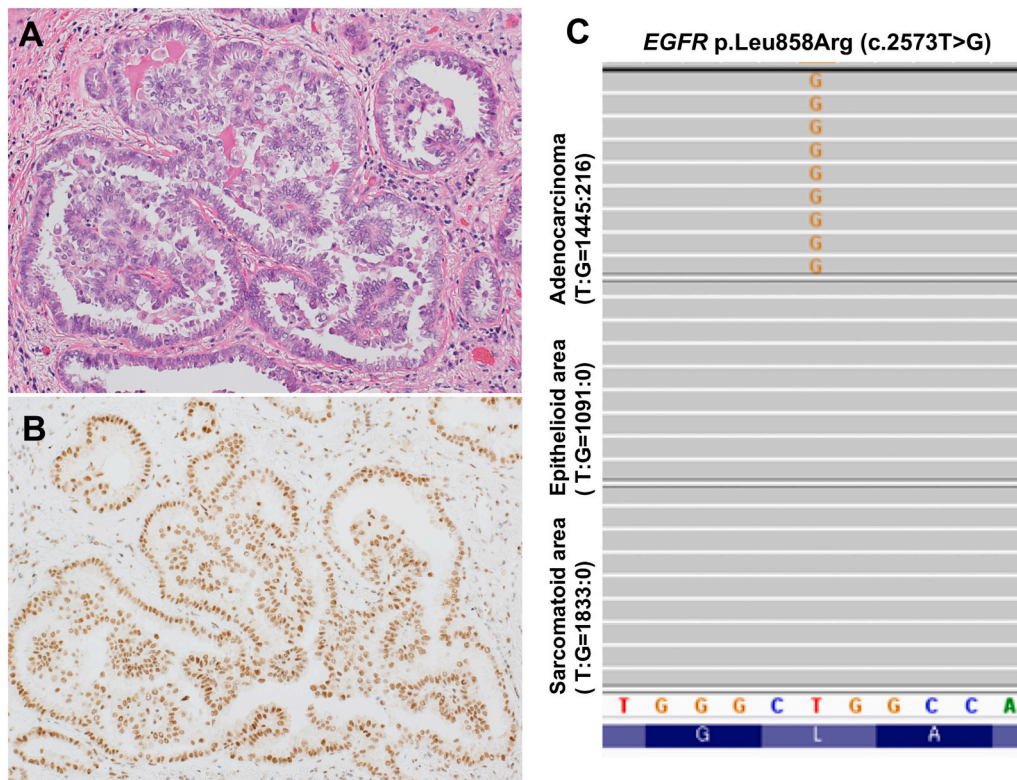 A
B
C
EGFR p.Leu858Arg (c.2573T>G)
Adenocarcinoma
(T:G=1445:216)
G
G
G
G
G
G
G
G
G
Epithelioid area
( T:G=1091:0)
Sarcomatoid area
( T:G=1833:0)
T G G G C T G G C C A
G L A